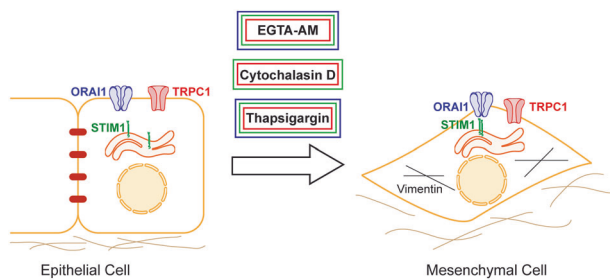 EGTA-AM
Cytochalasin D
Thapsigargin
ORAI1 TRPC1
STIM1
ORAI1 TRPC1
STIM1
Vimentin
Epithelial Cell
Mesenchymal Cell